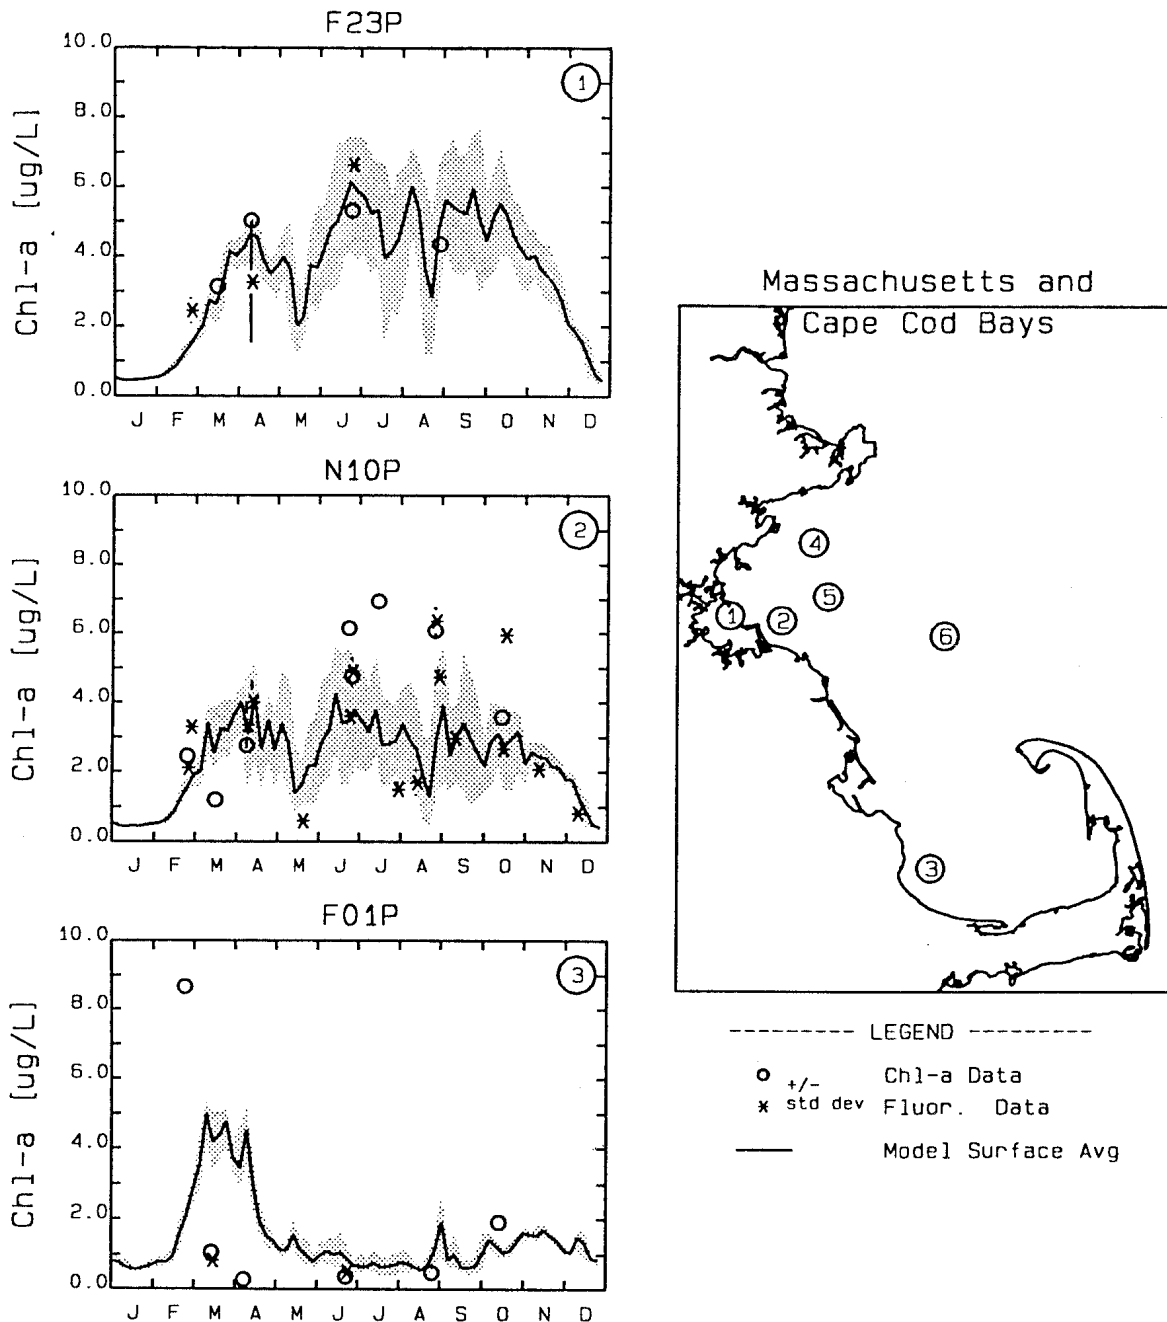 F23P
10.0
8.0
6.0
4.0
2.0
0.0
Chl-a [ug/L]
1
J F M A M J J A S O N D
N10P
10.0
8.0
6.0
4.0
2.0
0.0
Chl-a [ug/L]
2
J F M A M J J A S O N D
F01P
10.0
8.0
6.0
4.0
2.0
0.0
Chl-a [ug/L]
3
J F M A M J J A S O N D
Massachusetts and
Cape Cod Bays
4
5
1
2
6
3
---------- LEGEND ----------
Chl-a Data
+/-
std dev
Fluor. Data
Model Surface Avg